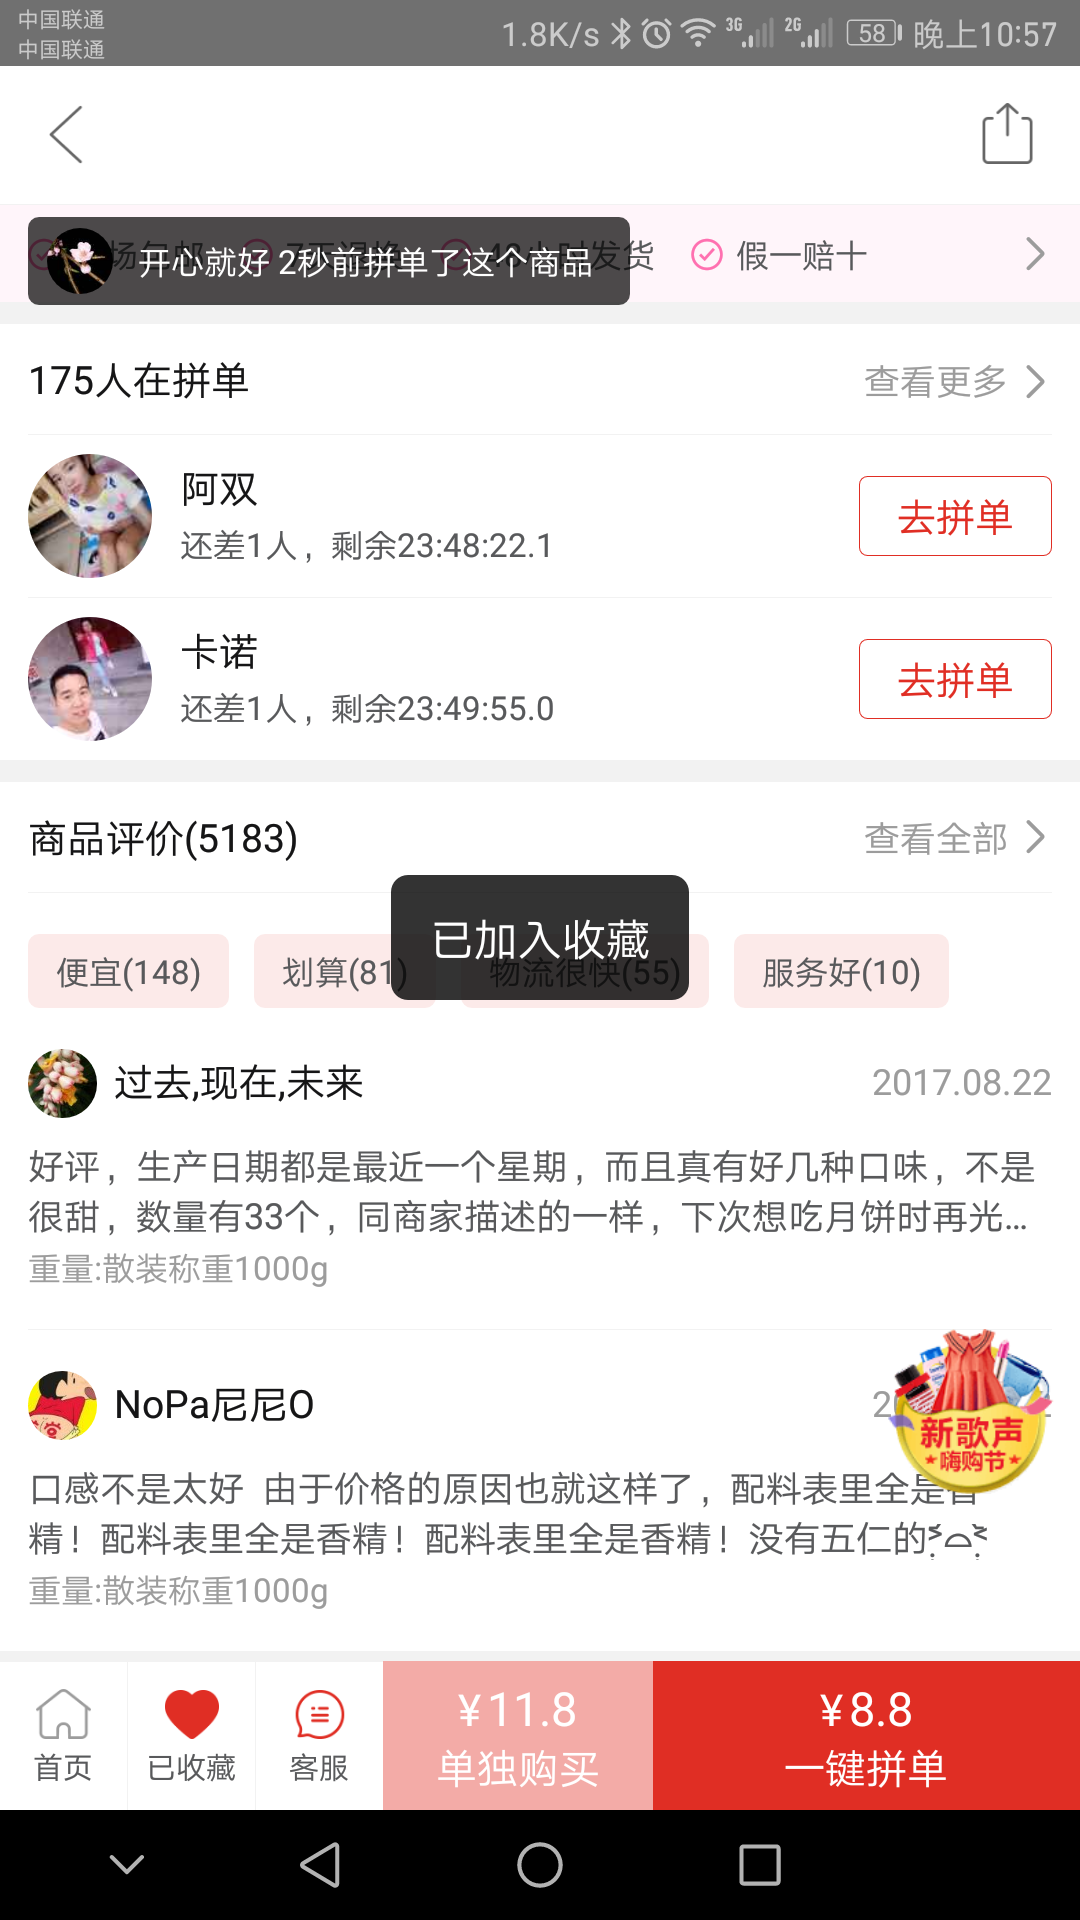 中国联通
中国联通
1.8K/s 3G 2G 58 晚上10:57
开心就好 2秒前拼单了这个商品
48小时发货 假一赔十
175人在拼单 查看更多
阿双
还差1人，剩余23:48:22.1 去拼单
卡诺
还差1人，剩余23:49:55.0 去拼单
商品评价(5183) 查看全部
已加入收藏
便宜(148) 划算(81) 物流很快(55) 服务好(10)
过去,现在,未来 2017.08.22
好评，生产日期都是最近一个星期，而且真有好几种口味，不是
很甜，数量有33个，同商家描述的一样，下次想吃月饼时再光...
重量:散装称重1000g
NoPa尼尼O
新歌声
嗨购节
口感不是太好 由于价格的原因也就这样了，配料表里全是香
精！配料表里全是香精！配料表里全是香精！没有五仁的
重量:散装称重1000g
¥11.8 ¥8.8
首页 已收藏 客服 单独购买 一键拼单